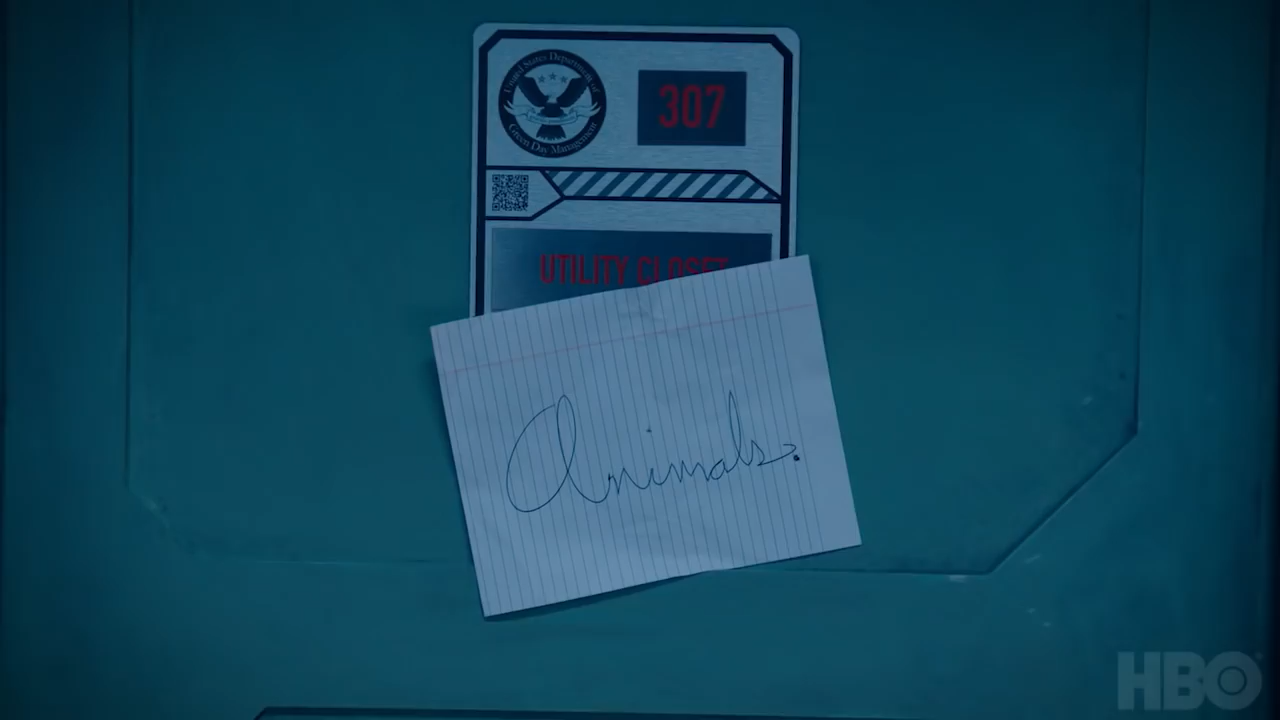 United States Department of
Green Day Management
307
UTILITY CLOSET
Animals.
HBO